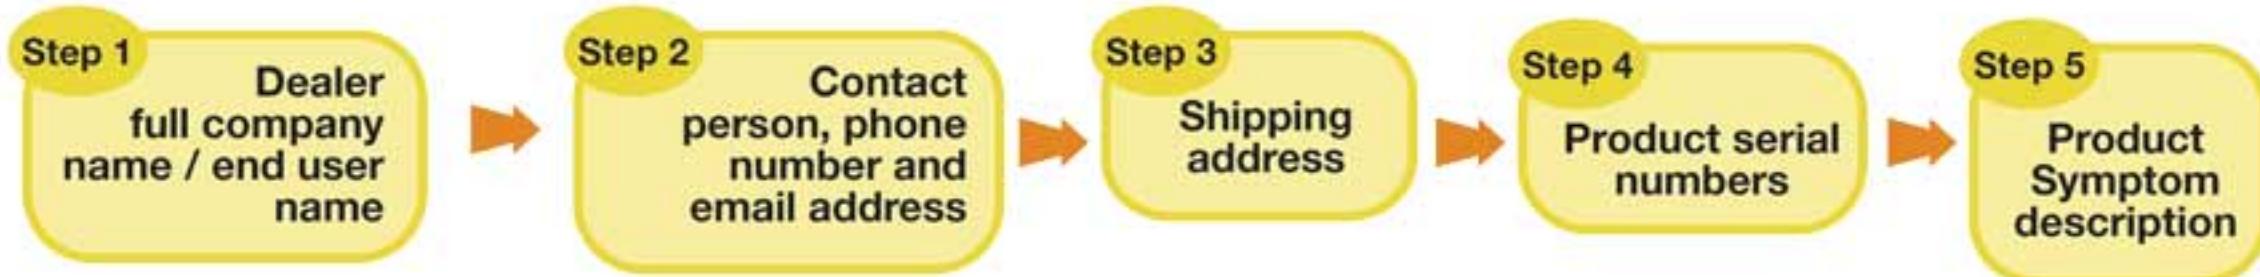 Step 1
Dealer
full company
name / end user
name
Step 2
Contact
person, phone
number and
email address
Step 3
Shipping
address
Step 4
Product serial
numbers
Step 5
Product
Symptom
description